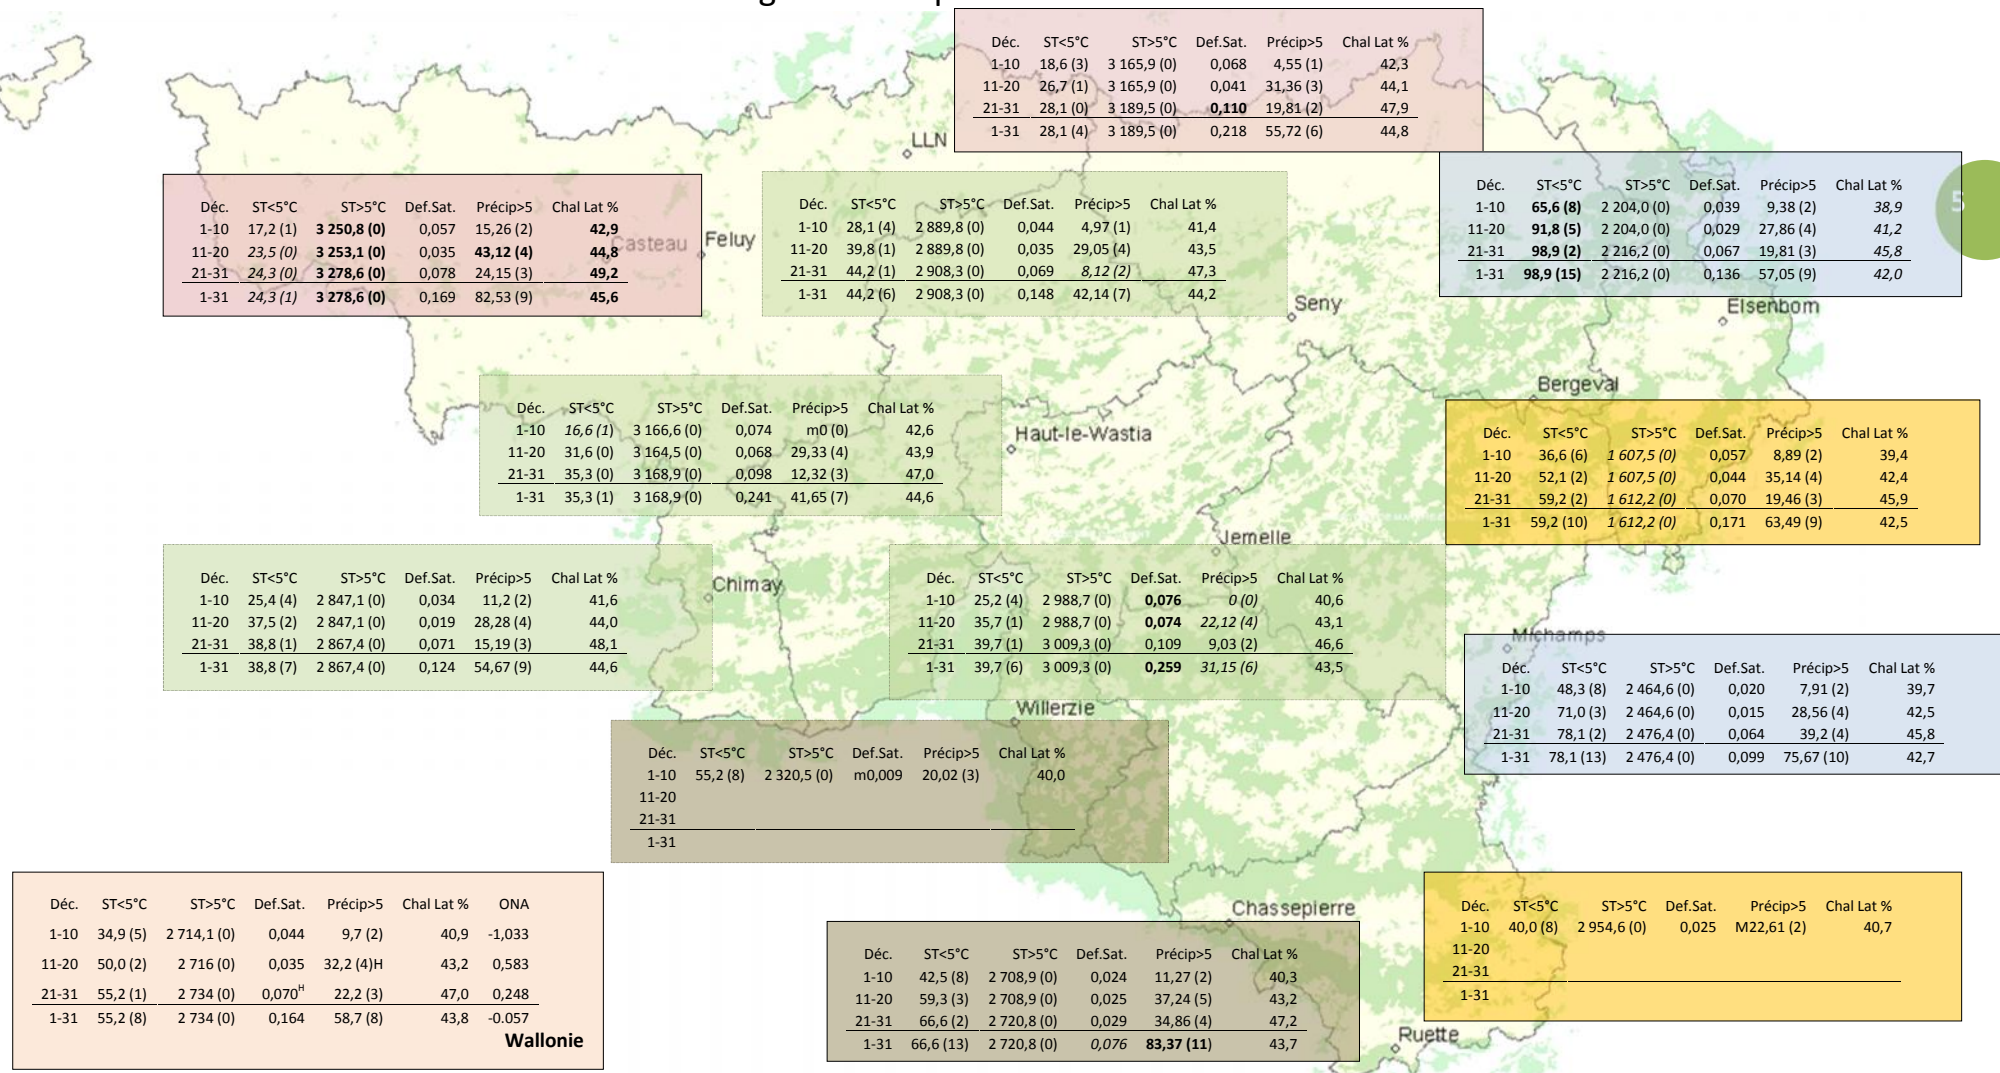 Déc. ST<5°C ST>5°C Def.Sat. Précip>5 Chal Lat %
1-10 18,6 (3) 3 165,9 (0) 0,068 4,55 (1) 42,3
11-20 26,7 (1) 3 165,9 (0) 0,041 31,36 (3) 44,1
21-31 28,1 (0) 3 189,5 (0) 0,110 19,81 (2) 47,9
1-31 28,1 (4) 3 189,5 (0) 0,218 55,72 (6) 44,8
LLN
Déc. ST<5°C ST>5°C Def.Sat. Précip>5 Chal Lat %
1-10 17,2 (1) 3 250,8 (0) 0,057 15,26 (2) 42,9
11-20 23,5 (0) 3 253,1 (0) 0,035 43,12 (4) 44,8
21-31 24,3 (0) 3 278,6 (0) 0,078 24,15 (3) 49,2
1-31 24,3 (1) 3 278,6 (0) 0,169 82,53 (9) 45,6
Casteau
Feluy
Déc. ST<5°C ST>5°C Def.Sat. Précip>5 Chal Lat %
1-10 28,1 (4) 2 889,8 (0) 0,044 4,97 (1) 41,4
11-20 39,8 (1) 2 889,8 (0) 0,035 29,05 (4) 43,5
21-31 44,2 (1) 2 908,3 (0) 0,069 8,12 (2) 47,3
1-31 44,2 (6) 2 908,3 (0) 0,148 42,14 (7) 44,2
Seny
Déc. ST<5°C ST>5°C Def.Sat. Précip>5 Chal Lat %
1-10 65,6 (8) 2 204,0 (0) 0,039 9,38 (2) 38,9
11-20 91,8 (5) 2 204,0 (0) 0,029 27,86 (4) 41,2
21-31 98,9 (2) 2 216,2 (0) 0,067 19,81 (3) 45,8
1-31 98,9 (15) 2 216,2 (0) 0,136 57,05 (9) 42,0
5
Elsenborn
Déc. ST<5°C ST>5°C Def.Sat. Précip>5 Chal Lat %
1-10 16,6 (1) 3 166,6 (0) 0,074 m0 (0) 42,6
11-20 31,6 (0) 3 164,5 (0) 0,068 29,33 (4) 43,9
21-31 35,3 (0) 3 168,9 (0) 0,098 12,32 (3) 47,0
1-31 35,3 (1) 3 168,9 (0) 0,241 41,65 (7) 44,6
Haut-le-Wastia
Bergeval
Déc. ST<5°C ST>5°C Def.Sat. Précip>5 Chal Lat %
1-10 36,6 (6) 1 607,5 (0) 0,057 8,89 (2) 39,4
11-20 52,1 (2) 1 607,5 (0) 0,044 35,14 (4) 42,4
21-31 59,2 (2) 1 612,2 (0) 0,070 19,46 (3) 45,9
1-31 59,2 (10) 1 612,2 (0) 0,171 63,49 (9) 42,5
Déc. ST<5°C ST>5°C Def.Sat. Précip>5 Chal Lat %
1-10 25,4 (4) 2 847,1 (0) 0,034 11,2 (2) 41,6
11-20 37,5 (2) 2 847,1 (0) 0,019 28,28 (4) 44,0
21-31 38,8 (1) 2 867,4 (0) 0,071 15,19 (3) 48,1
1-31 38,8 (7) 2 867,4 (0) 0,124 54,67 (9) 44,6
Chimay
Jemelle
Déc. ST<5°C ST>5°C Def.Sat. Précip>5 Chal Lat %
1-10 25,2 (4) 2 988,7 (0) 0,076 0 (0) 40,6
11-20 35,7 (1) 2 988,7 (0) 0,074 22,12 (4) 43,1
21-31 39,7 (1) 3 009,3 (0) 0,109 9,03 (2) 46,6
1-31 39,7 (6) 3 009,3 (0) 0,259 31,15 (6) 43,5
Michamps
Déc. ST<5°C ST>5°C Def.Sat. Précip>5 Chal Lat %
1-10 48,3 (8) 2 464,6 (0) 0,020 7,91 (2) 39,7
11-20 71,0 (3) 2 464,6 (0) 0,015 28,56 (4) 42,5
21-31 78,1 (2) 2 476,4 (0) 0,064 39,2 (4) 45,8
1-31 78,1 (13) 2 476,4 (0) 0,099 75,67 (10) 42,7
Willerzie
Déc. ST<5°C ST>5°C Def.Sat. Précip>5 Chal Lat %
1-10 55,2 (8) 2 320,5 (0) m0,009 20,02 (3) 40,0
11-20
21-31
1-31
Déc. ST<5°C ST>5°C Def.Sat. Précip>5 Chal Lat % ONA
1-10 34,9 (5) 2 714,1 (0) 0,044 9,7 (2) 40,9 -1,033
11-20 50,0 (2) 2 716 (0) 0,035 32,2 (4)H 43,2 0,583
21-31 55,2 (1) 2 734 (0) 0,070H 22,2 (3) 47,0 0,248
1-31 55,2 (8) 2 734 (0) 0,164 58,7 (8) 43,8 -0.057
Wallonie
Chassepierre
Déc. ST<5°C ST>5°C Def.Sat. Précip>5 Chal Lat %
1-10 42,5 (8) 2 708,9 (0) 0,024 11,27 (2) 40,3
11-20 59,3 (3) 2 708,9 (0) 0,025 37,24 (5) 43,2
21-31 66,6 (2) 2 720,8 (0) 0,029 34,86 (4) 47,2
1-31 66,6 (13) 2 720,8 (0) 0,076 83,37 (11) 43,7
Déc. ST<5°C ST>5°C Def.Sat. Précip>5 Chal Lat %
1-10 40,0 (8) 2 954,6 (0) 0,025 M22,61 (2) 40,7
11-20
21-31
1-31
Ruette